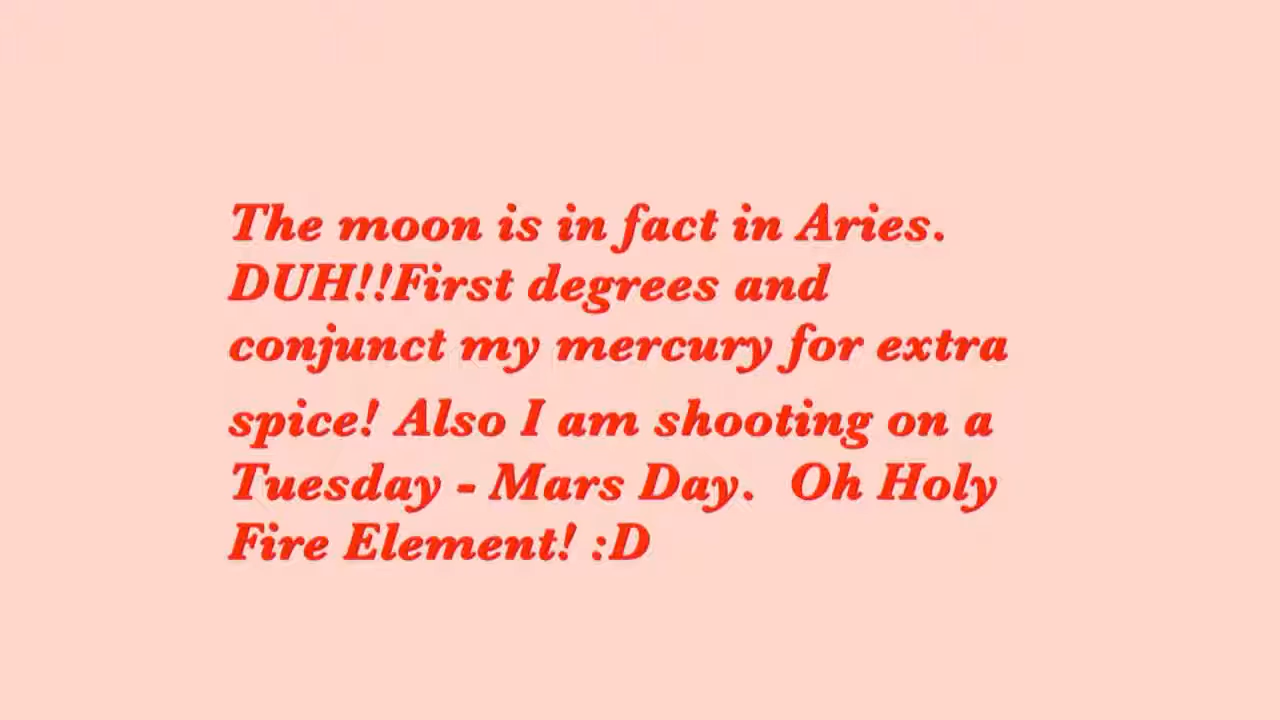 The moon is in fact in Aries.
DUH!!First degrees and
conjunct my mercury for extra
spice! Also I am shooting on a
Tuesday - Mars Day.  Oh Holy
Fire Element! :D